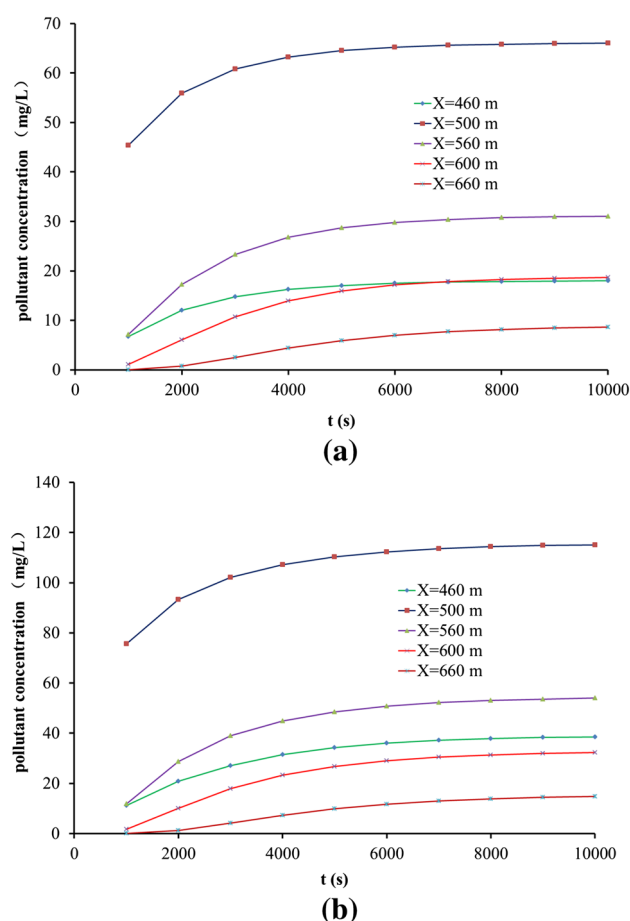 70
60
50
40
30
20
10
0
pollutant concentration（mg/L）
X=460 m
X=500 m
X=560 m
X=600 m
X=660 m
0 2000 4000 6000 8000 10000
t (s)
(a)
140
120
100
80
60
40
20
0
pollutant concentration（mg/L）
X=460 m
X=500 m
X=560 m
X=600 m
X=660 m
0 2000 4000 6000 8000 10000
t (s)
(b)